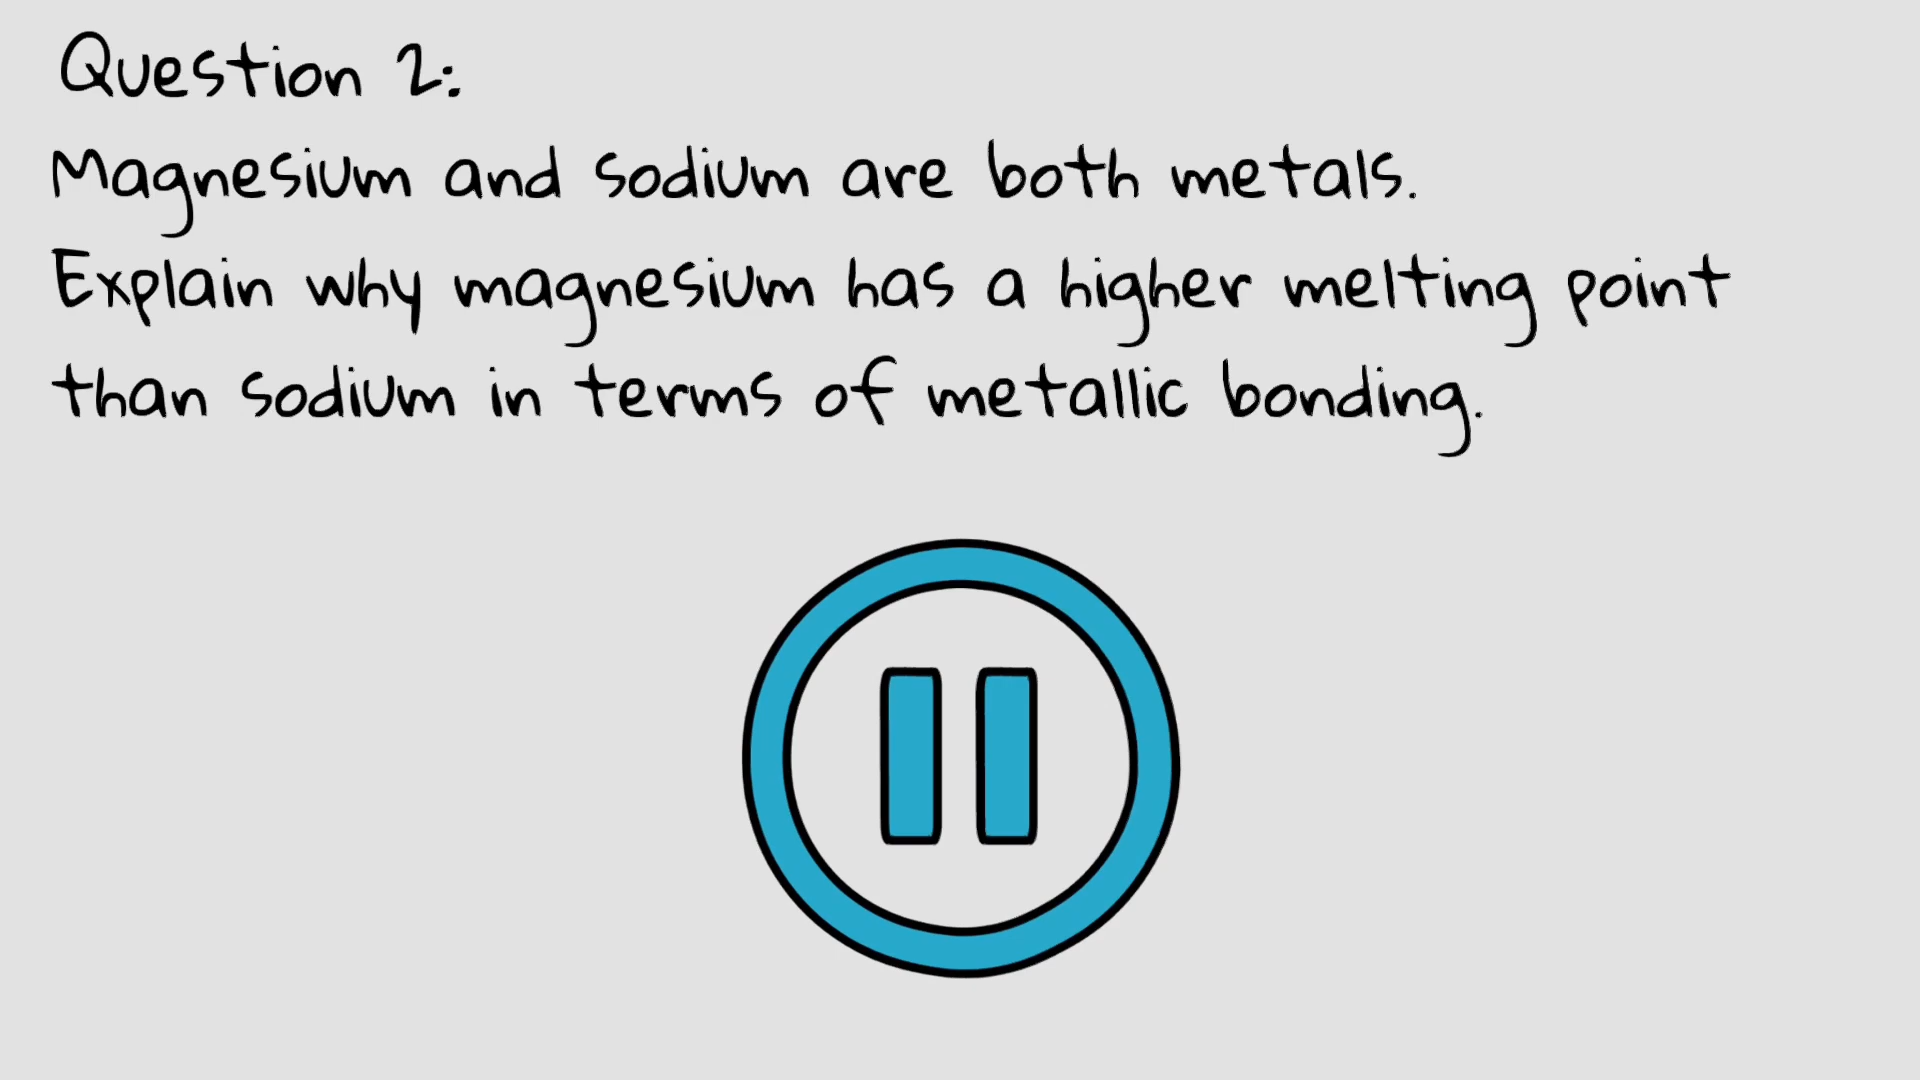 Question 2:
Magnesium and sodium are both metals.
Explain why magnesium has a higher melting point
than sodium in terms of metallic bonding.